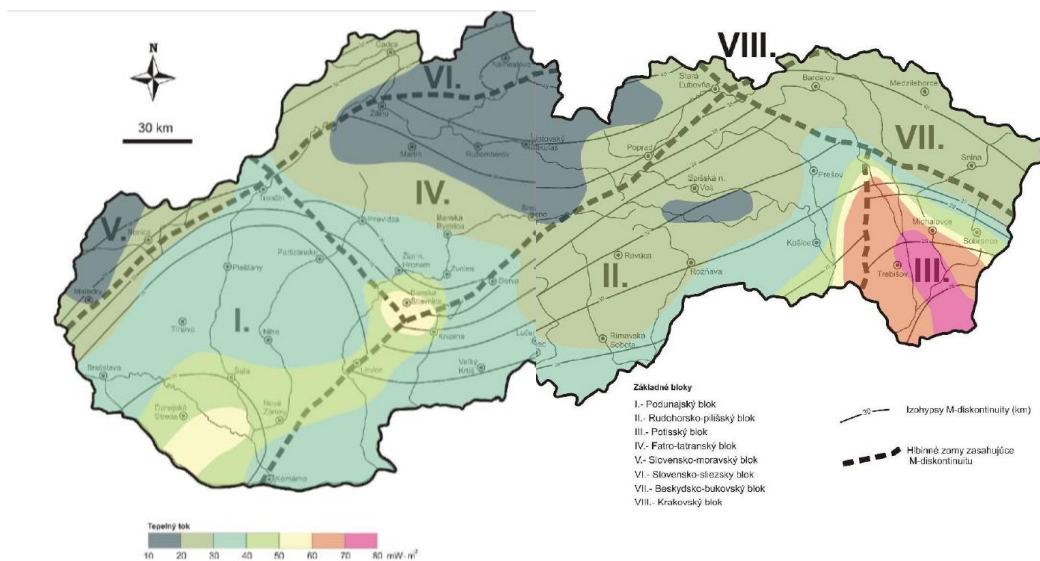 N
30 km
VIII.
Čadca
VI.
Námestovo
Stará
Ľubovňa
Bardejov
Medzilaborce
Žilina
Liptovský
Mikuláš
Martin
Ružomberok
Poprad
VII.
Snina
Spišská n.
Ves
Prešov
Trenčín
IV.
V.
Senica
Prievidza
Banská
Bystrica
Michalovce
Sobrance
Košice
Partizánske
Žiar n.
Hronom
Zvolen
Revúca
Rožňava
Piešťany
Detva
Trebišov
III.
II.
Malacky
Banská
Štiavnica
I.
Trnava
Nitra
Krupina
Rimavská
Sobota
Bratislava
Šaľa
Levice
Veľký
Krtíš
Dunajská
Streda
Nové
Zámky
Komárno
Základné bloky
I.- Podunajský blok
II.- Rudohorsko-pilišský blok
III.- Potisský blok
IV.- Fatro-tatranský blok
V.- Slovensko-moravský blok
VI.- Slovensko-sliezsky blok
VII.- Beskydsko-bukovský blok
VIII.- Krakovský blok
30
Izohypsy M-diskontinuity (km)
Hlbinné zomy zasahujúce
M-diskontinuitu
Tepelný tok
10 20 30 40 50 60 70 80 mW· m²